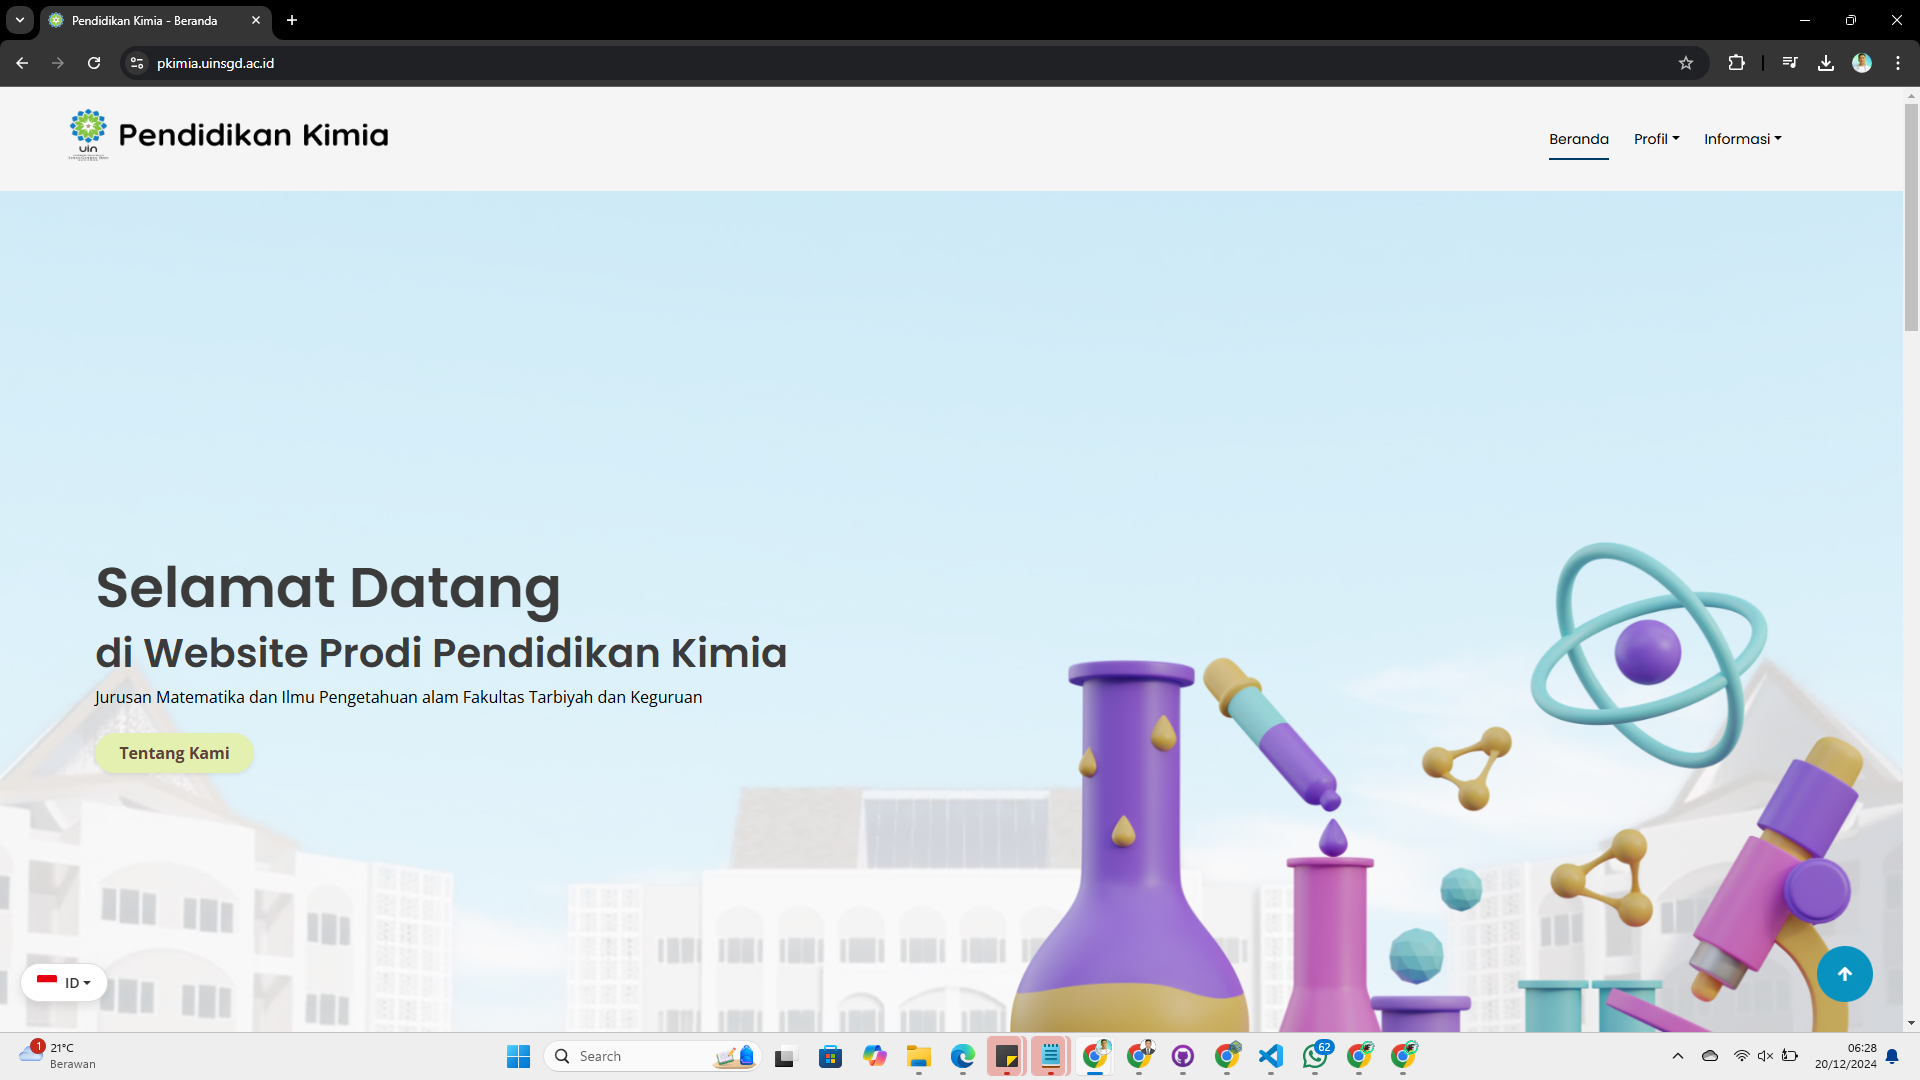 Pendidikan Kimia - Beranda
pkimia.uinsgd.ac.id
uin
Pendidikan Kimia
Beranda
Profil
Informasi
Selamat Datang
di Website Prodi Pendidikan Kimia
Jurusan Matematika dan Ilmu Pengetahuan alam Fakultas Tarbiyah dan Keguruan
Tentang Kami
ID
1
21°C
Berawan
Search
62
06:28
20/12/2024